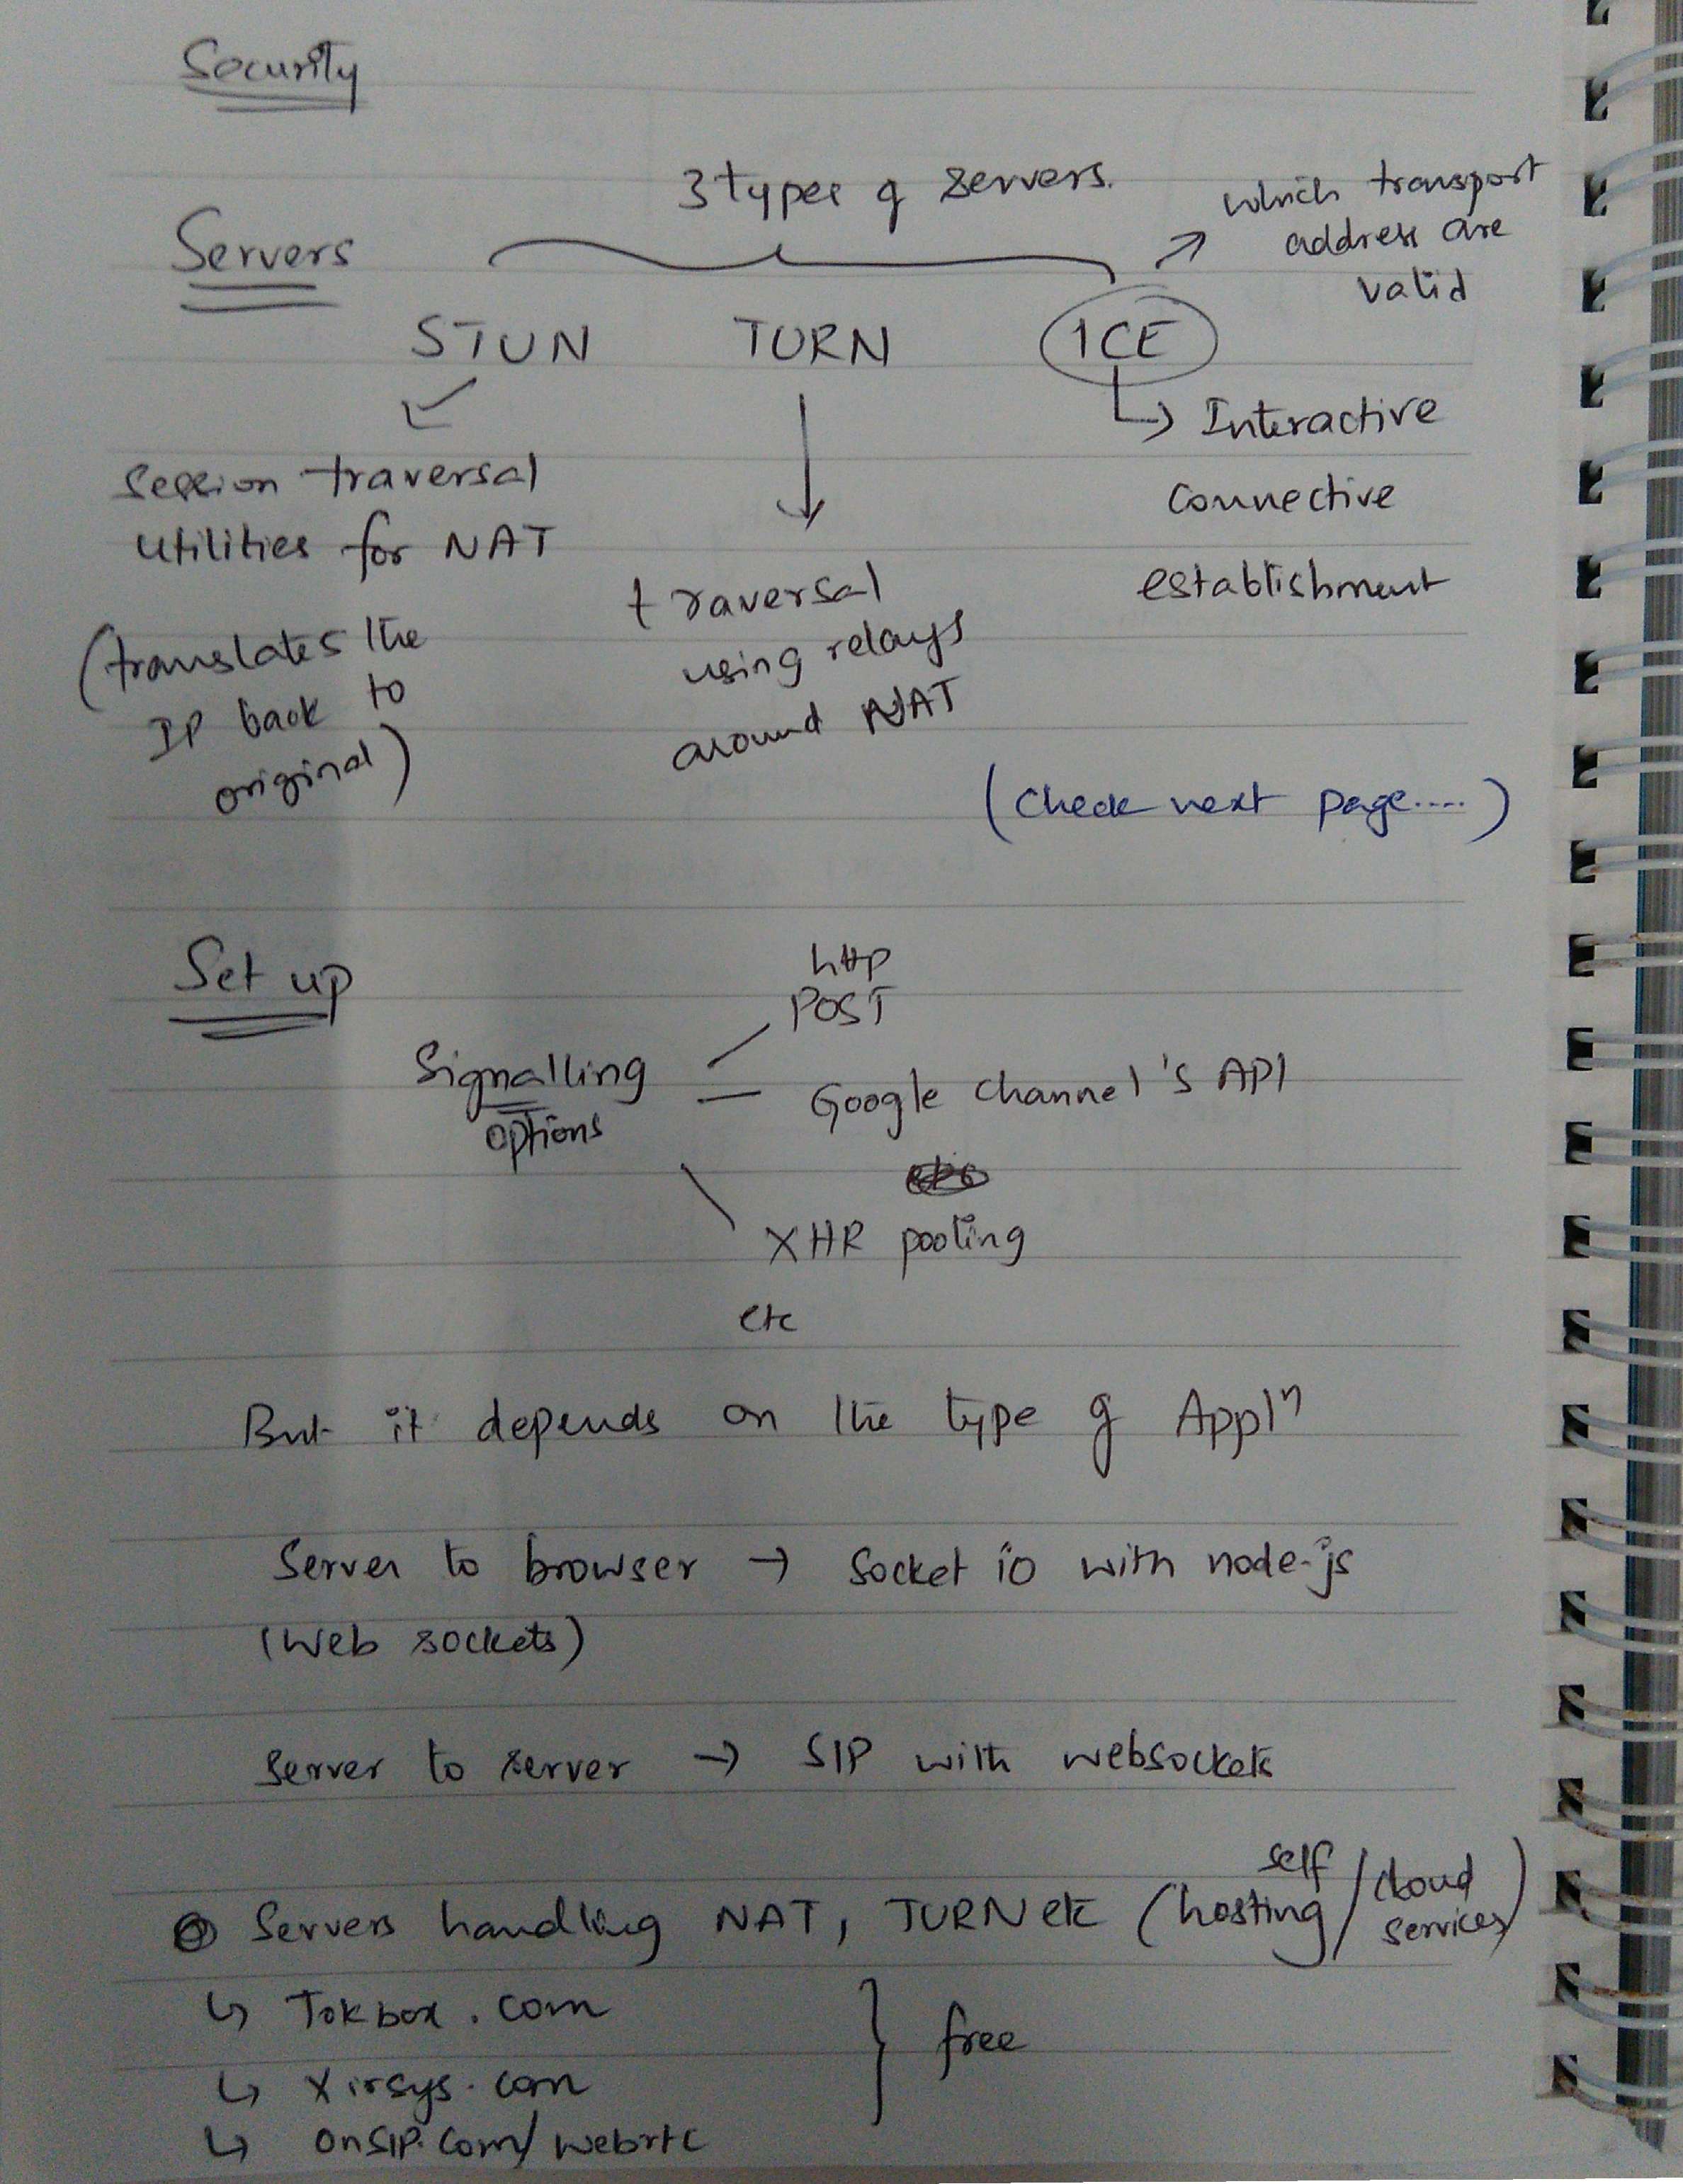 Security
3 types of servers.
which transport
address are
valid
Servers
STUN TURN ICE
Interactive
connective
establishment
session traversal
utilities for NAT
(translates the
IP back to
original)
traversal
using relays
around NAT
(check next page....)
Set up
http
POST
Signalling
options
Google channel's API
XHR pooling
etc
But it depends on the type of Appln
Server to browser → Socket io with node-js
(web sockets)
server to server → SIP with websockets
Servers handling NAT, TURN etc (self hosting / cloud services)
↳ Tokbox.com
↳ Xirsys.com
} free
↳ OnSIP.com/webrtc